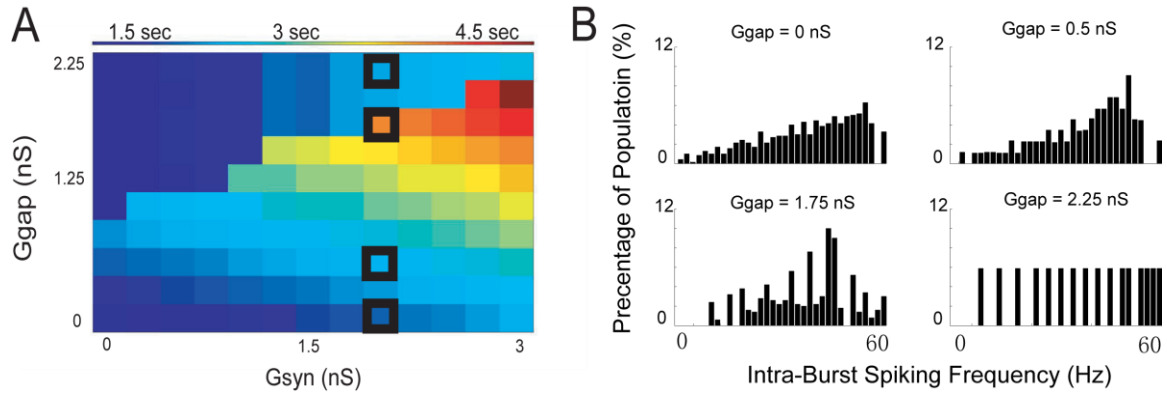 A
1.5 sec 3 sec 4.5 sec
2.25
1.25
0
Ggap (nS)
0 1.5 3
Gsyn (nS)
B
Precentage of Populatoin (%)
Ggap = 0 nS
12
0
Ggap = 0.5 nS
12
0
Ggap = 1.75 nS
12
0
0 60
Ggap = 2.25 nS
12
0
0 60
Intra-Burst Spiking Frequency (Hz)